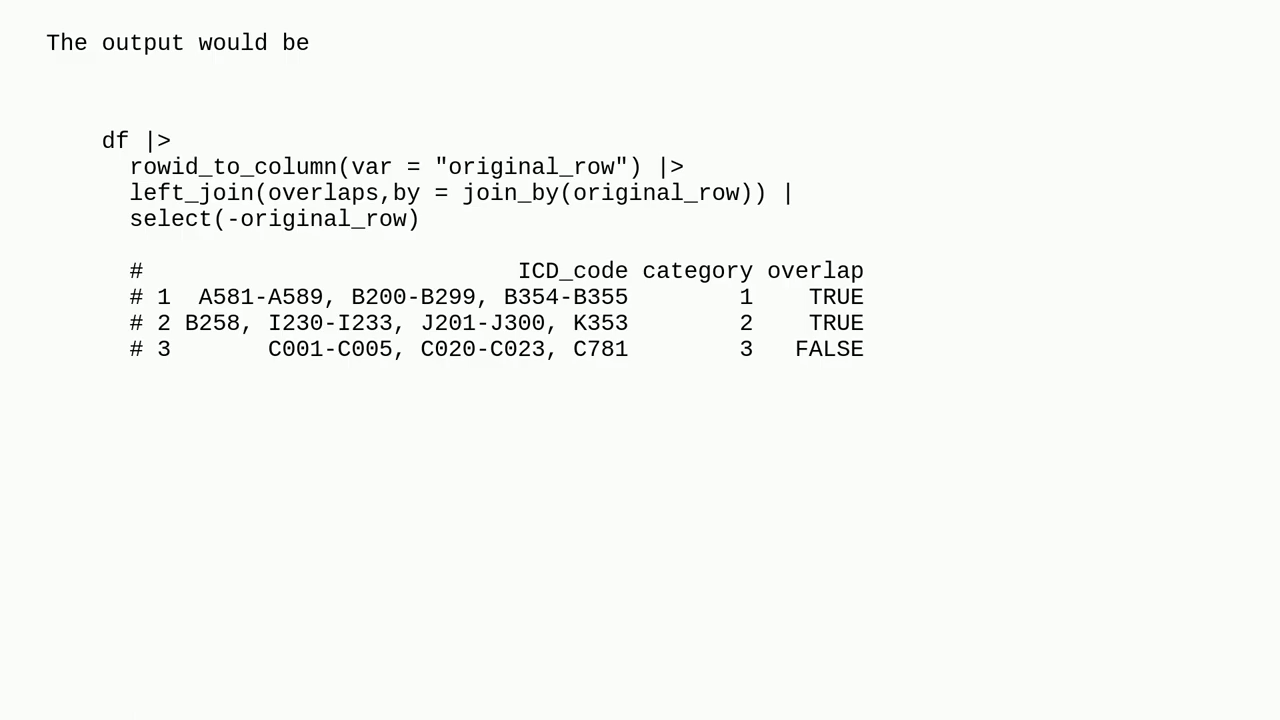 The output would be
df |>
rowid_to_column(var = "original_row") |>
left_join(overlaps,by = join_by(original_row)) |
select(-original_row)
# ICD_code category overlap
# 1 A581-A589, B200-B299, B354-B355 1 TRUE
# 2 B258, I230-I233, J201-J300, K353 2 TRUE
# 3 C001-C005, C020-C023, C781 3 FALSE